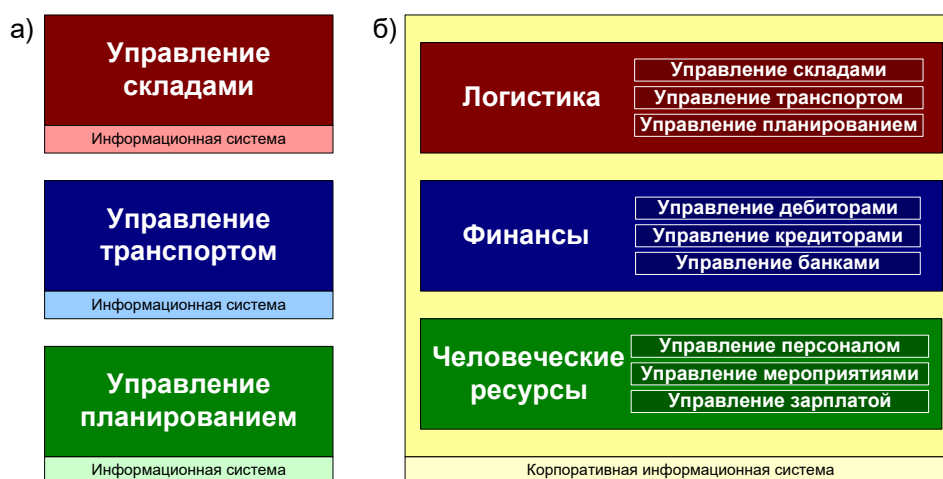 а)
Управление
складами
Информационная система
Управление
транспортом
Информационная система
Управление
планированием
Информационная система
б)
Логистика
Управление складами
Управление транспортом
Управление планированием
Финансы
Управление дебиторами
Управление кредиторами
Управление банками
Человеческие
ресурсы
Управление персоналом
Управление мероприятиями
Управление зарплатой
Корпоративная информационная система